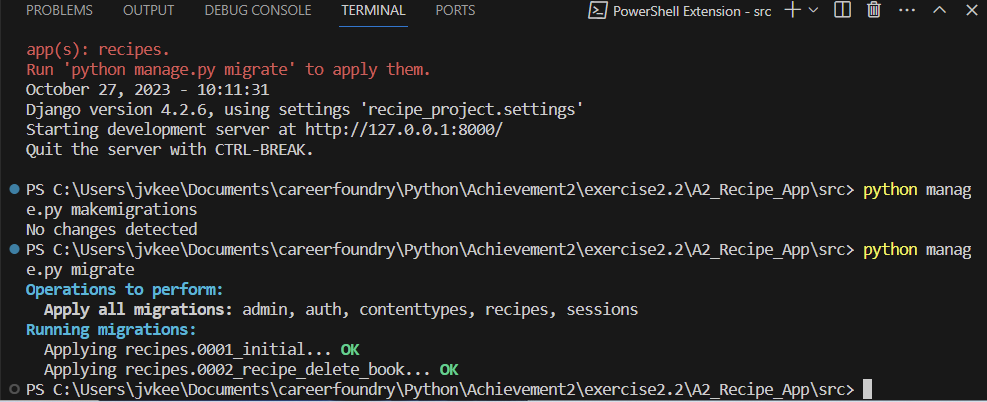 PROBLEMS OUTPUT DEBUG CONSOLE TERMINAL PORTS PowerShell Extension - src
app(s): recipes.
Run 'python manage.py migrate' to apply them.
October 27, 2023 - 10:11:31
Django version 4.2.6, using settings 'recipe_project.settings'
Starting development server at http://127.0.0.1:8000/
Quit the server with CTRL-BREAK.
PS C:\Users\jvkee\Documents\careerfoundry\Python\Achievement2\exercise2.2\A2_Recipe_App\src> python manag
e.py makemigrations
No changes detected
PS C:\Users\jvkee\Documents\careerfoundry\Python\Achievement2\exercise2.2\A2_Recipe_App\src> python manag
e.py migrate
Operations to perform:
Apply all migrations: admin, auth, contenttypes, recipes, sessions
Running migrations:
Applying recipes.0001_initial... OK
Applying recipes.0002_recipe_delete_book... OK
PS C:\Users\jvkee\Documents\careerfoundry\Python\Achievement2\exercise2.2\A2_Recipe_App\src>